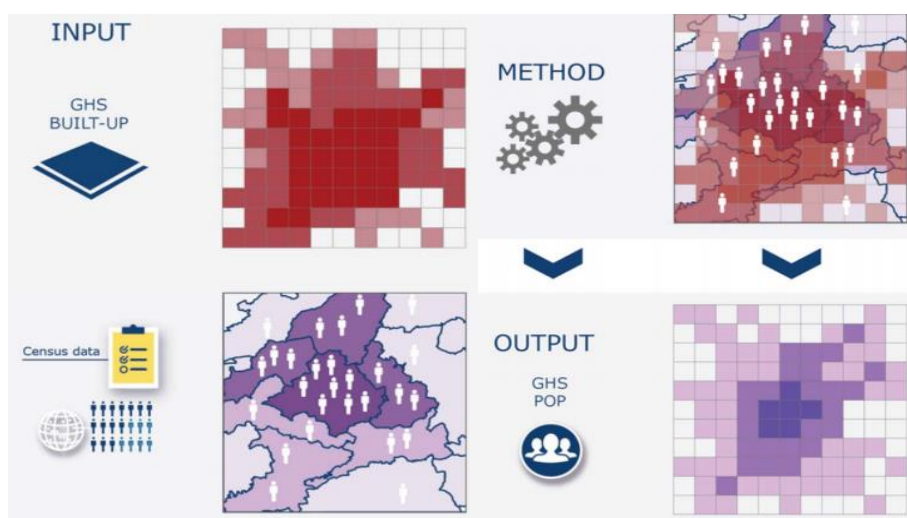 INPUT
GHS
BUILT-UP
METHOD
Census data
OUTPUT
GHS
POP